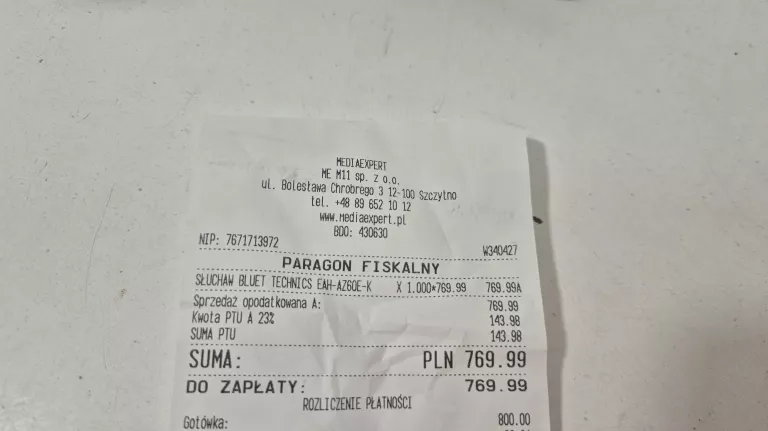 MEDIAEXPERT
ME M11 sp. z o.o.
ul. Bolesława Chrobrego 3 12-100 Szczytno
tel. +48 89 652 10 12
www.mediaexpert.pl
BDO: 430630
NIP: 7671713972 W340427
PARAGON FISKALNY
SŁUCHAW BLUET TECHNICS EAH-AZ60E-K X 1.000*769.99 769.99A
Sprzedaż opodatkowana A: 769.99
Kwota PTU A 23% 143.98
SUMA PTU 143.98
SUMA: PLN 769.99
DO ZAPŁATY: 769.99
ROZLICZENIE PŁATNOŚCI
Gotówka: 800.00